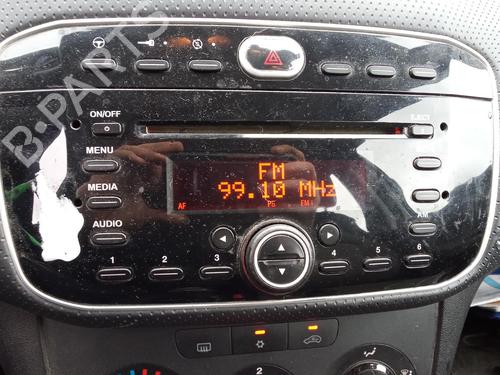 B-PARTS
ON/OFF
EJECT
MENU
FM
99.10 MHz
MEDIA
AF
PS
AUDIO
AM
1
2
3
4
5
6
2